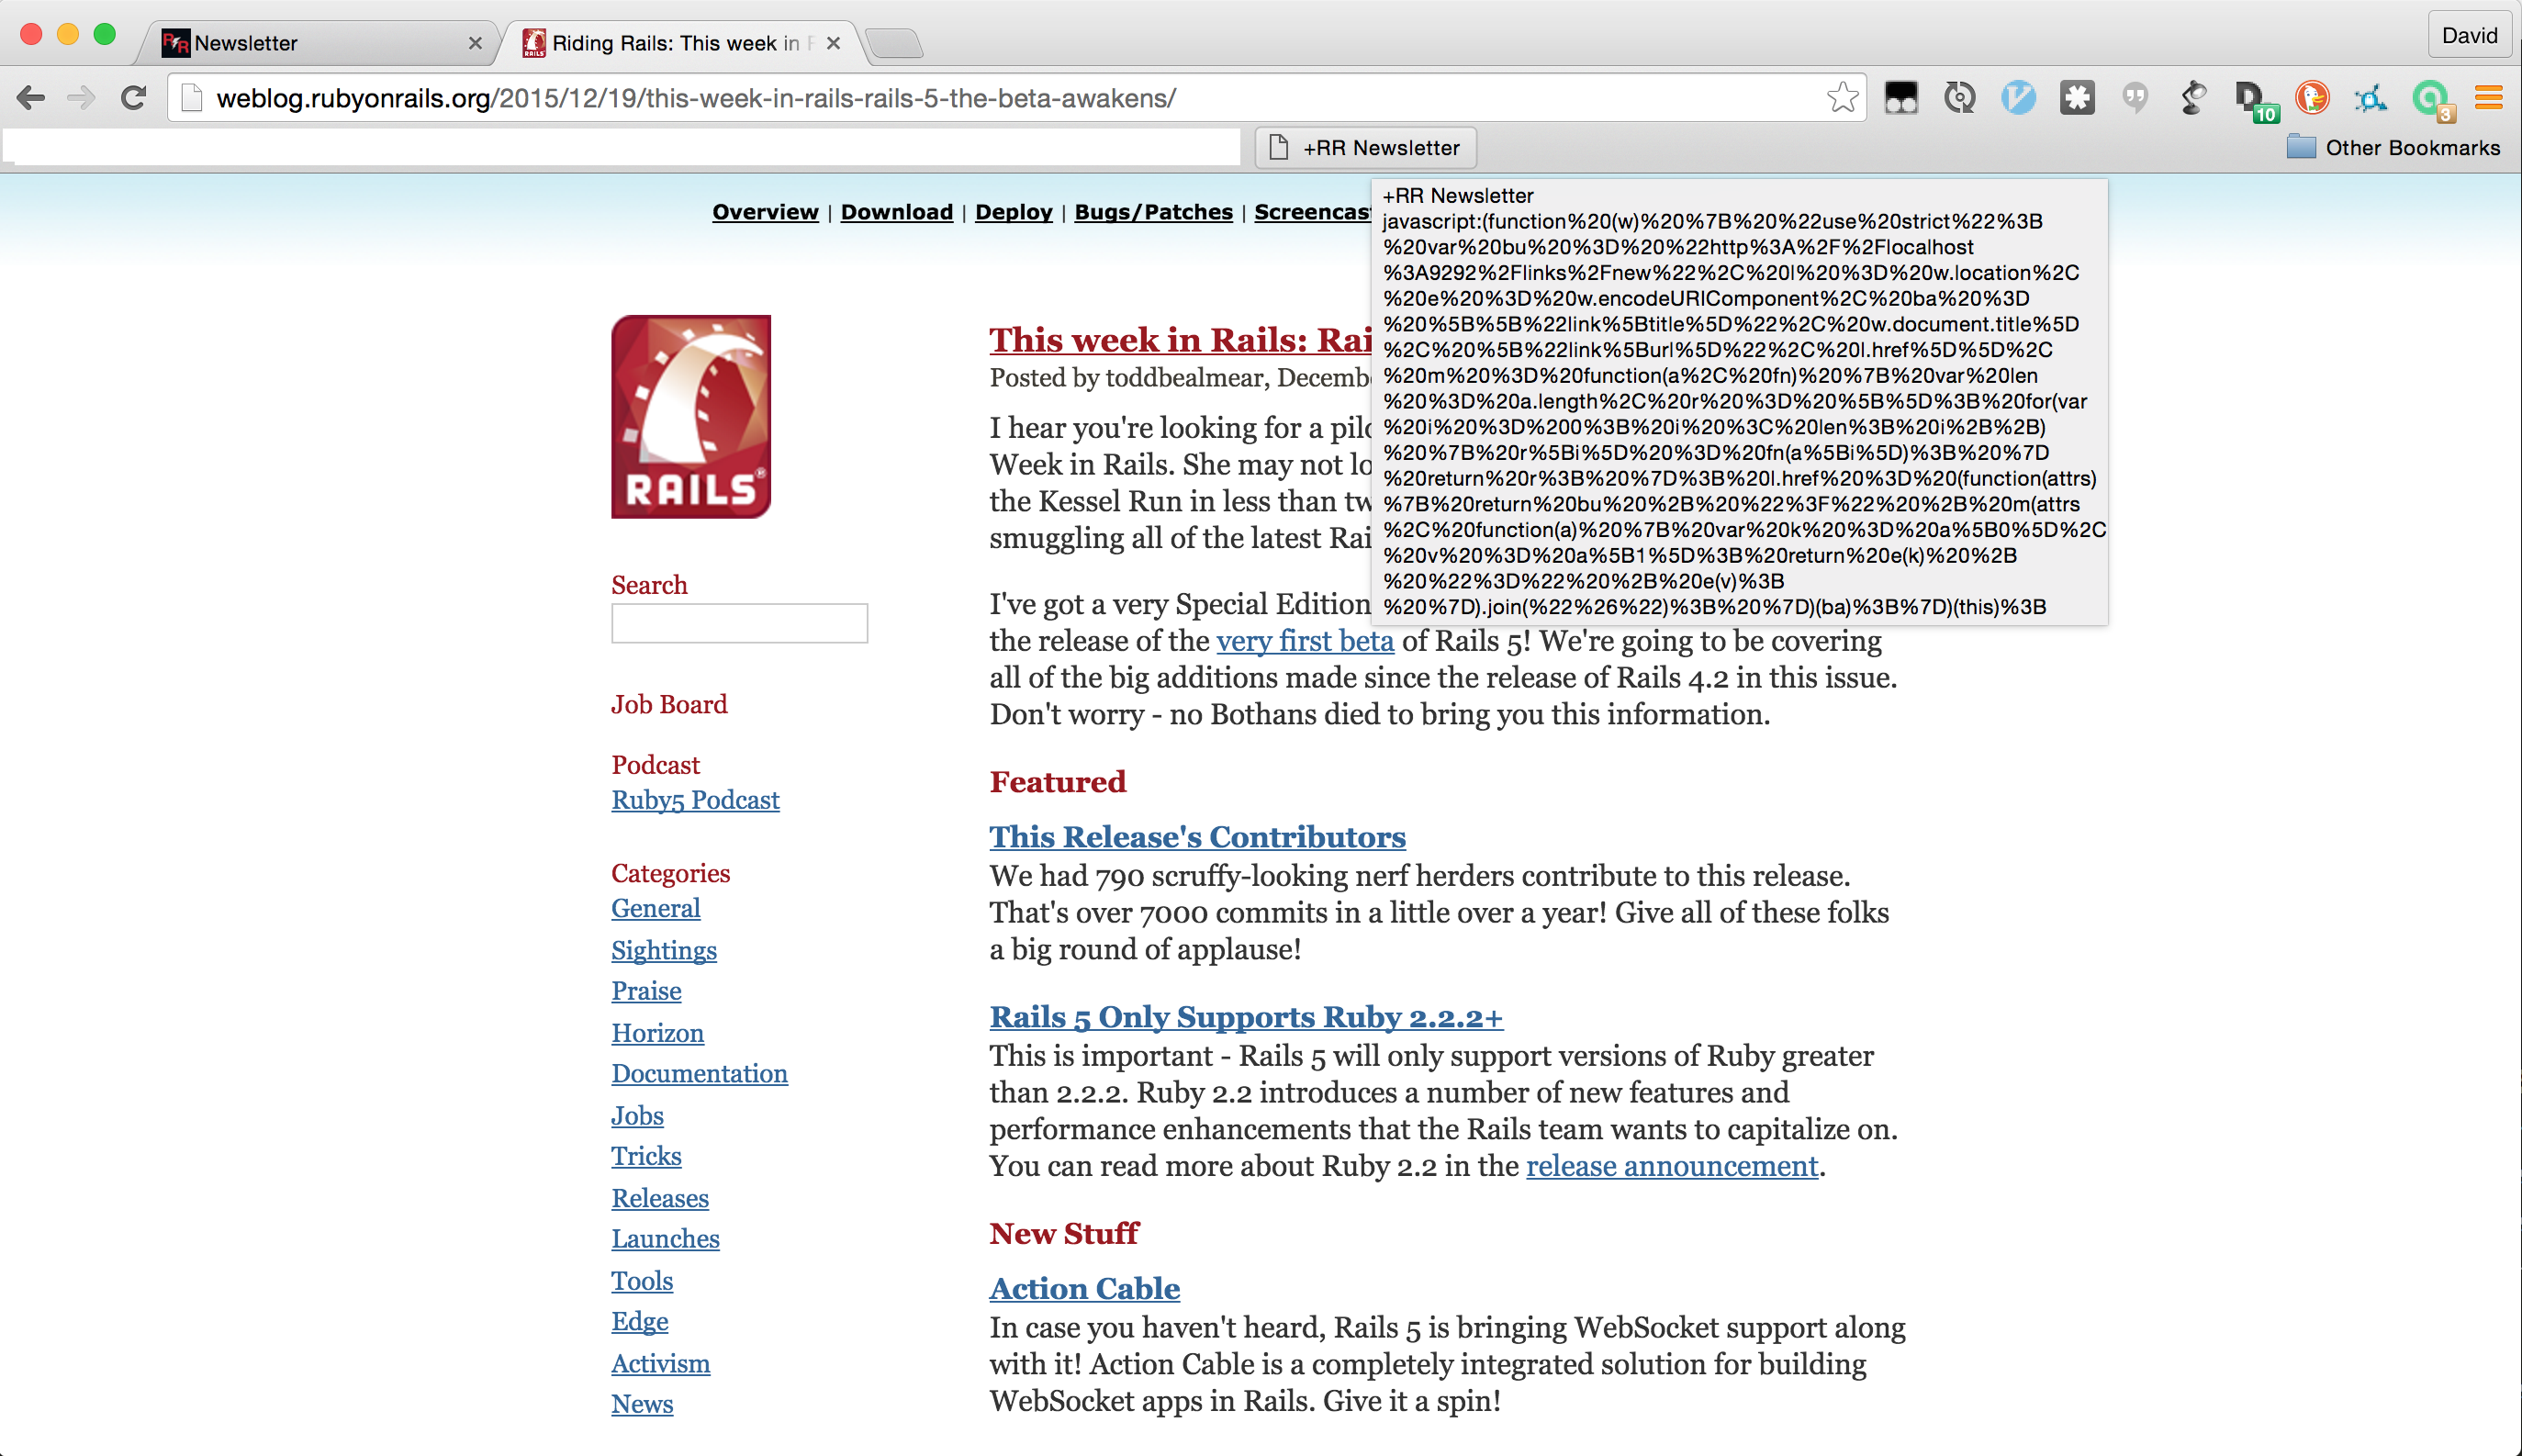 Newsletter
Riding Rails: This week in
David
weblog.rubyonrails.org/2015/12/19/this-week-in-rails-rails-5-the-beta-awakens/
10
3
+RR Newsletter
Other Bookmarks
Overview | Download | Deploy | Bugs/Patches | Screencas
+RR Newsletter
javascript:(function%20(w)%20%7B%20%22use%20strict%22%3B
%20var%20bu%20%3D%20%22http%3A%2F%2Flocalhost
%3A9292%2Flinks%2Fnew%22%2C%20l%20%3D%20w.location%2C
%20e%20%3D%20w.encodeURIComponent%2C%20ba%20%3D
%20%5B%5B%22link%5Btitle%5D%22%2C%20w.document.title%5D
%2C%20%5B%22link%5Burl%5D%22%2C%20l.href%5D%5D%2C
%20m%20%3D%20function(a%2C%20fn)%20%7B%20var%20len
%20%3D%20a.length%2C%20r%20%3D%20%5B%5D%3B%20for(var
%20i%20%3D%200%3B%20i%20%3C%20len%3B%20i%2B%2B)
%20%7B%20r%5Bi%5D%20%3D%20fn(a%5Bi%5D)%3B%20%7D
%20return%20r%3B%20%7D%3B%20l.href%20%3D%20(function(attrs)
%7B%20return%20bu%20%2B%20%22%3F%22%20%2B%20m(attrs
%2C%20function(a)%20%7B%20var%20k%20%3D%20a%5B0%5D%2C
%20v%20%3D%20a%5B1%5D%3B%20return%20e(k)%20%2B
%20%22%3D%22%20%2B%20e(v)%3B
%20%7D).join(%22%26%22)%3B%20%7D)(ba)%3B%7D)(this)%3B
RAILS
Search
Job Board
Podcast
Ruby5 Podcast
Categories
General
Sightings
Praise
Horizon
Documentation
Jobs
Tricks
Releases
Launches
Tools
Edge
Activism
News
This week in Rails: Rai
Posted by toddbealmear, Decemb
I hear you're looking for a pil
Week in Rails. She may not lo
the Kessel Run in less than tw
smuggling all of the latest Rai
I've got a very Special Edition
the release of the very first beta of Rails 5! We're going to be covering
all of the big additions made since the release of Rails 4.2 in this issue.
Don't worry - no Bothans died to bring you this information.
Featured
This Release's Contributors
We had 790 scruffy-looking nerf herders contribute to this release.
That's over 7000 commits in a little over a year! Give all of these folks
a big round of applause!
Rails 5 Only Supports Ruby 2.2.2+
This is important - Rails 5 will only support versions of Ruby greater
than 2.2.2. Ruby 2.2 introduces a number of new features and
performance enhancements that the Rails team wants to capitalize on.
You can read more about Ruby 2.2 in the release announcement.
New Stuff
Action Cable
In case you haven't heard, Rails 5 is bringing WebSocket support along
with it! Action Cable is a completely integrated solution for building
WebSocket apps in Rails. Give it a spin!